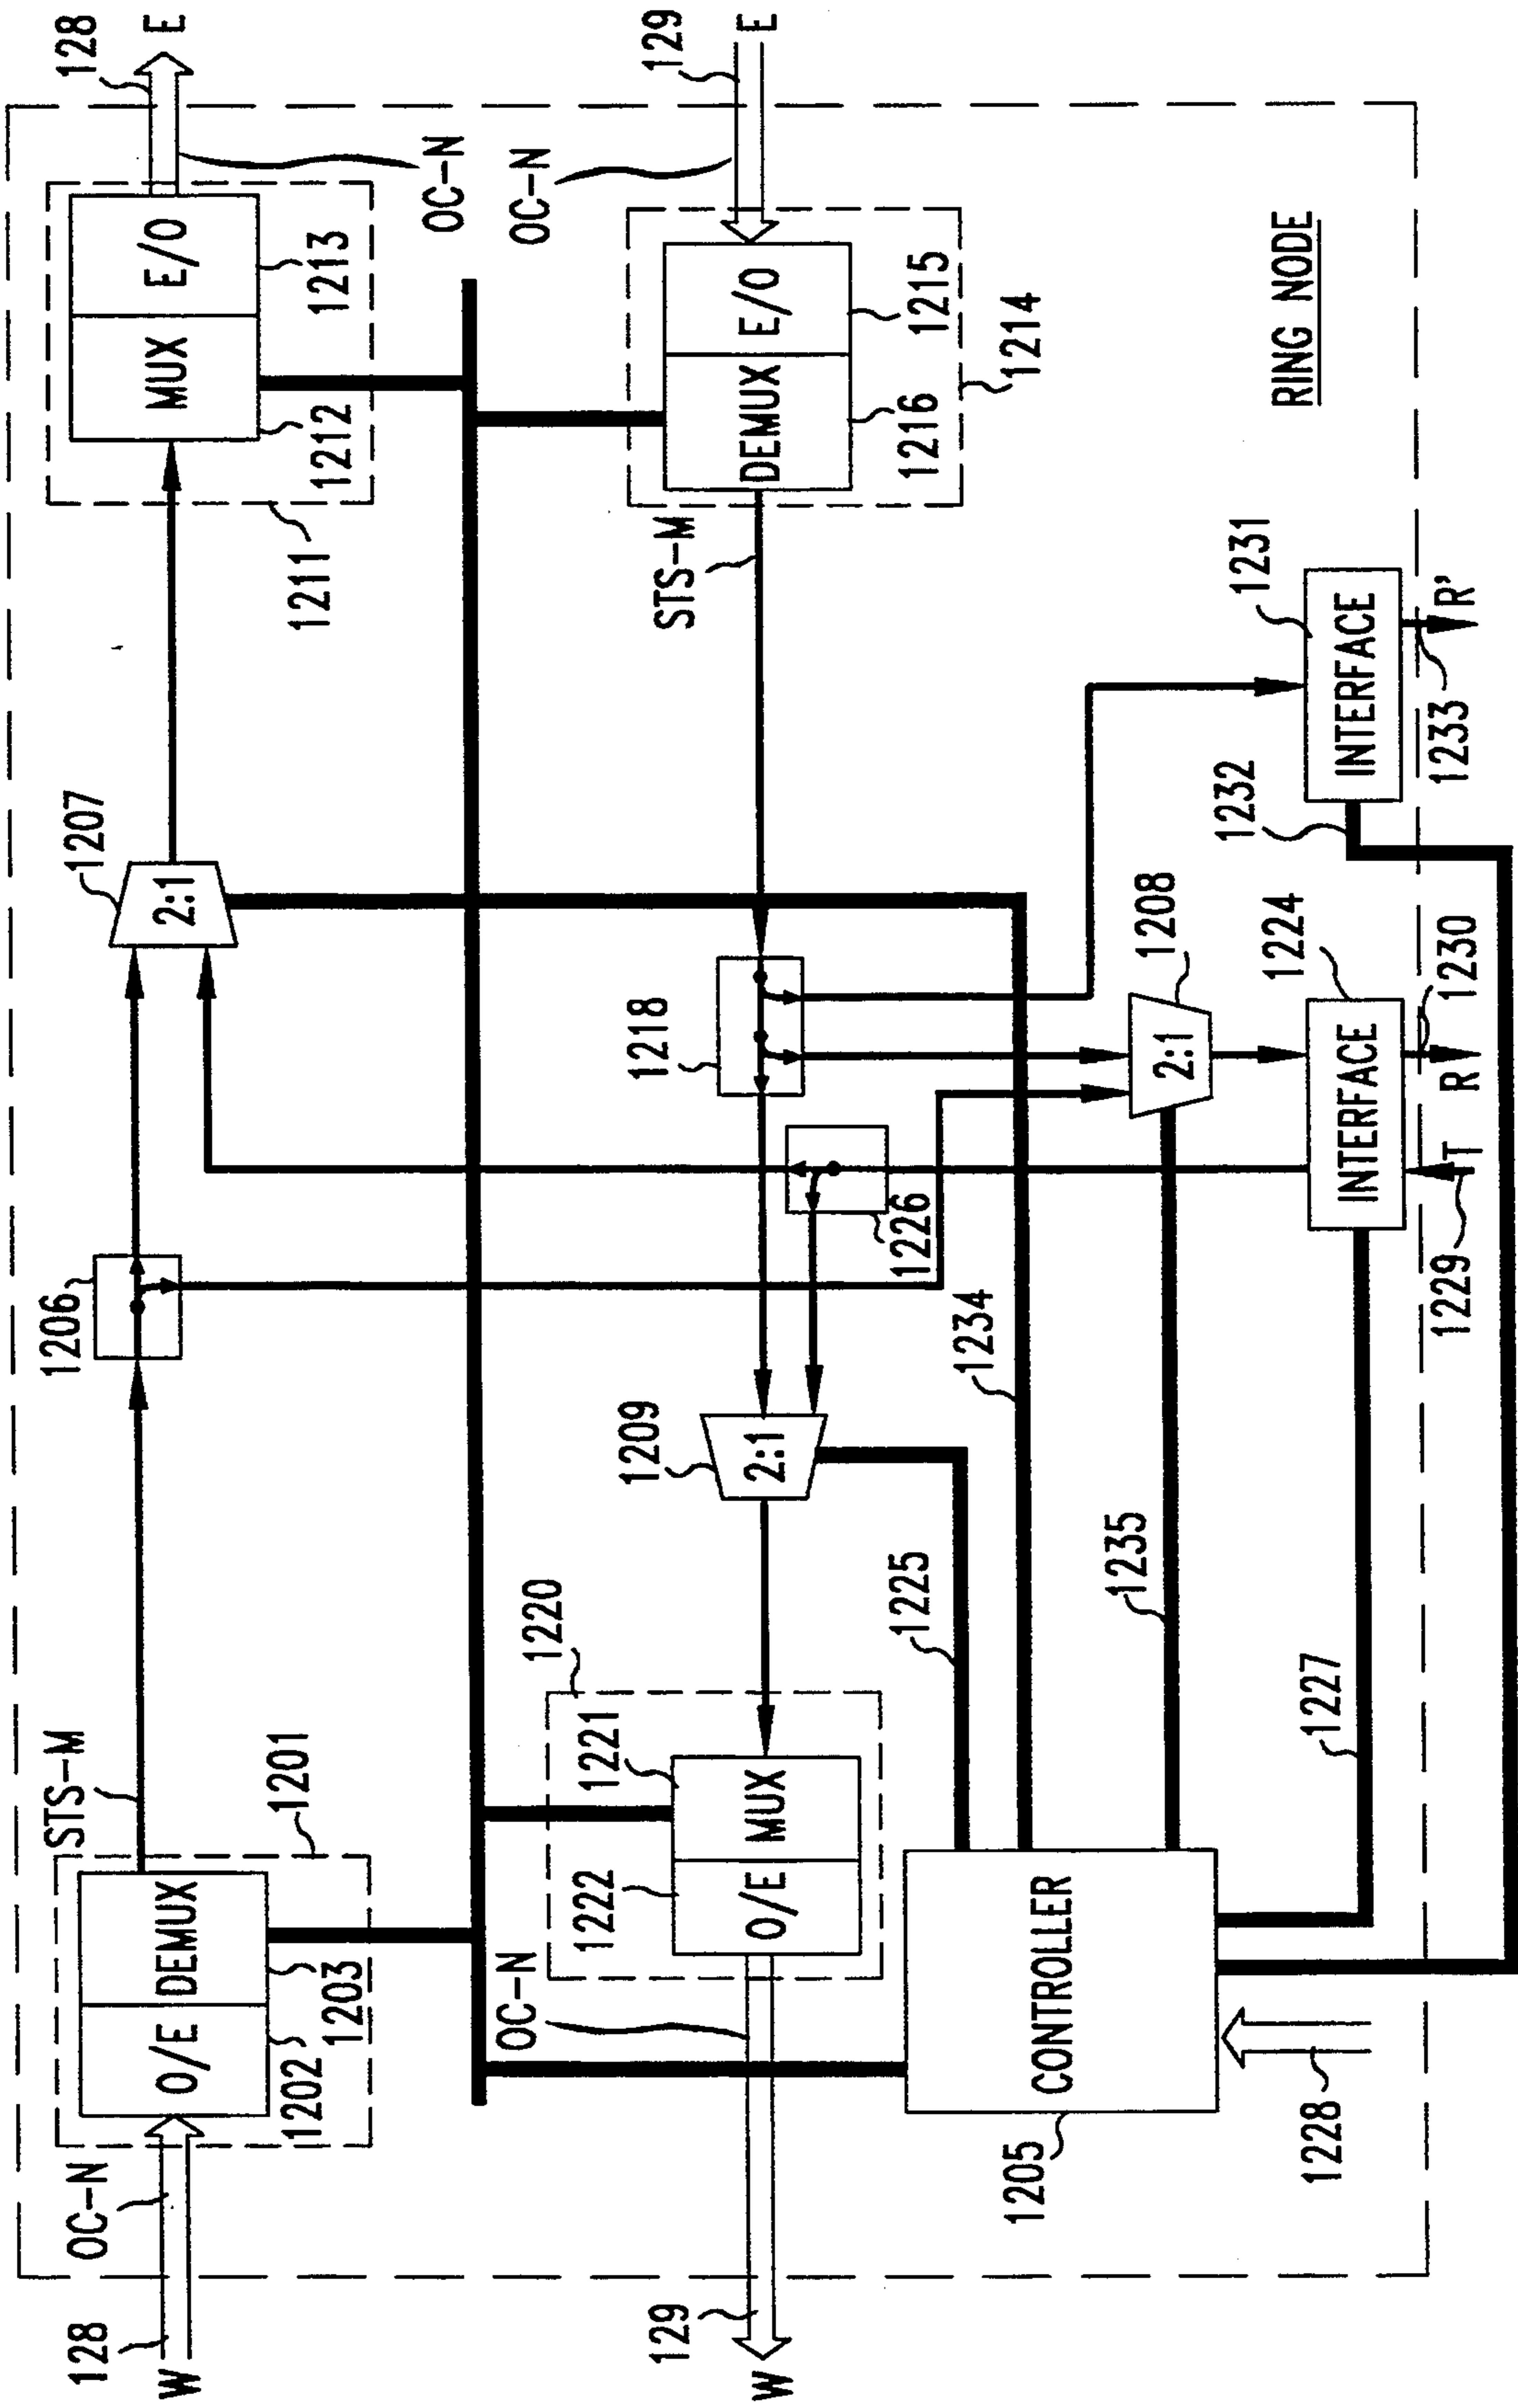 128
W
OC-N
O/E
DEMUX
1202
1203
1201
STS-M
1206
1207
2:1
1211
MUX
E/O
1212
1213
128
E
OC-N
OC-N
129
E
129
W
OC-N
O/E
MUX
1222
1221
1220
1209
2:1
1226
1218
STS-M
DEMUX
E/O
1216
1215
1214
1205
CONTROLLER
1225
1234
1235
1227
1228
1208
2:1
1224
INTERFACE
1229
T
R
1230
1231
INTERFACE
1232
1233
R'
RING NODE